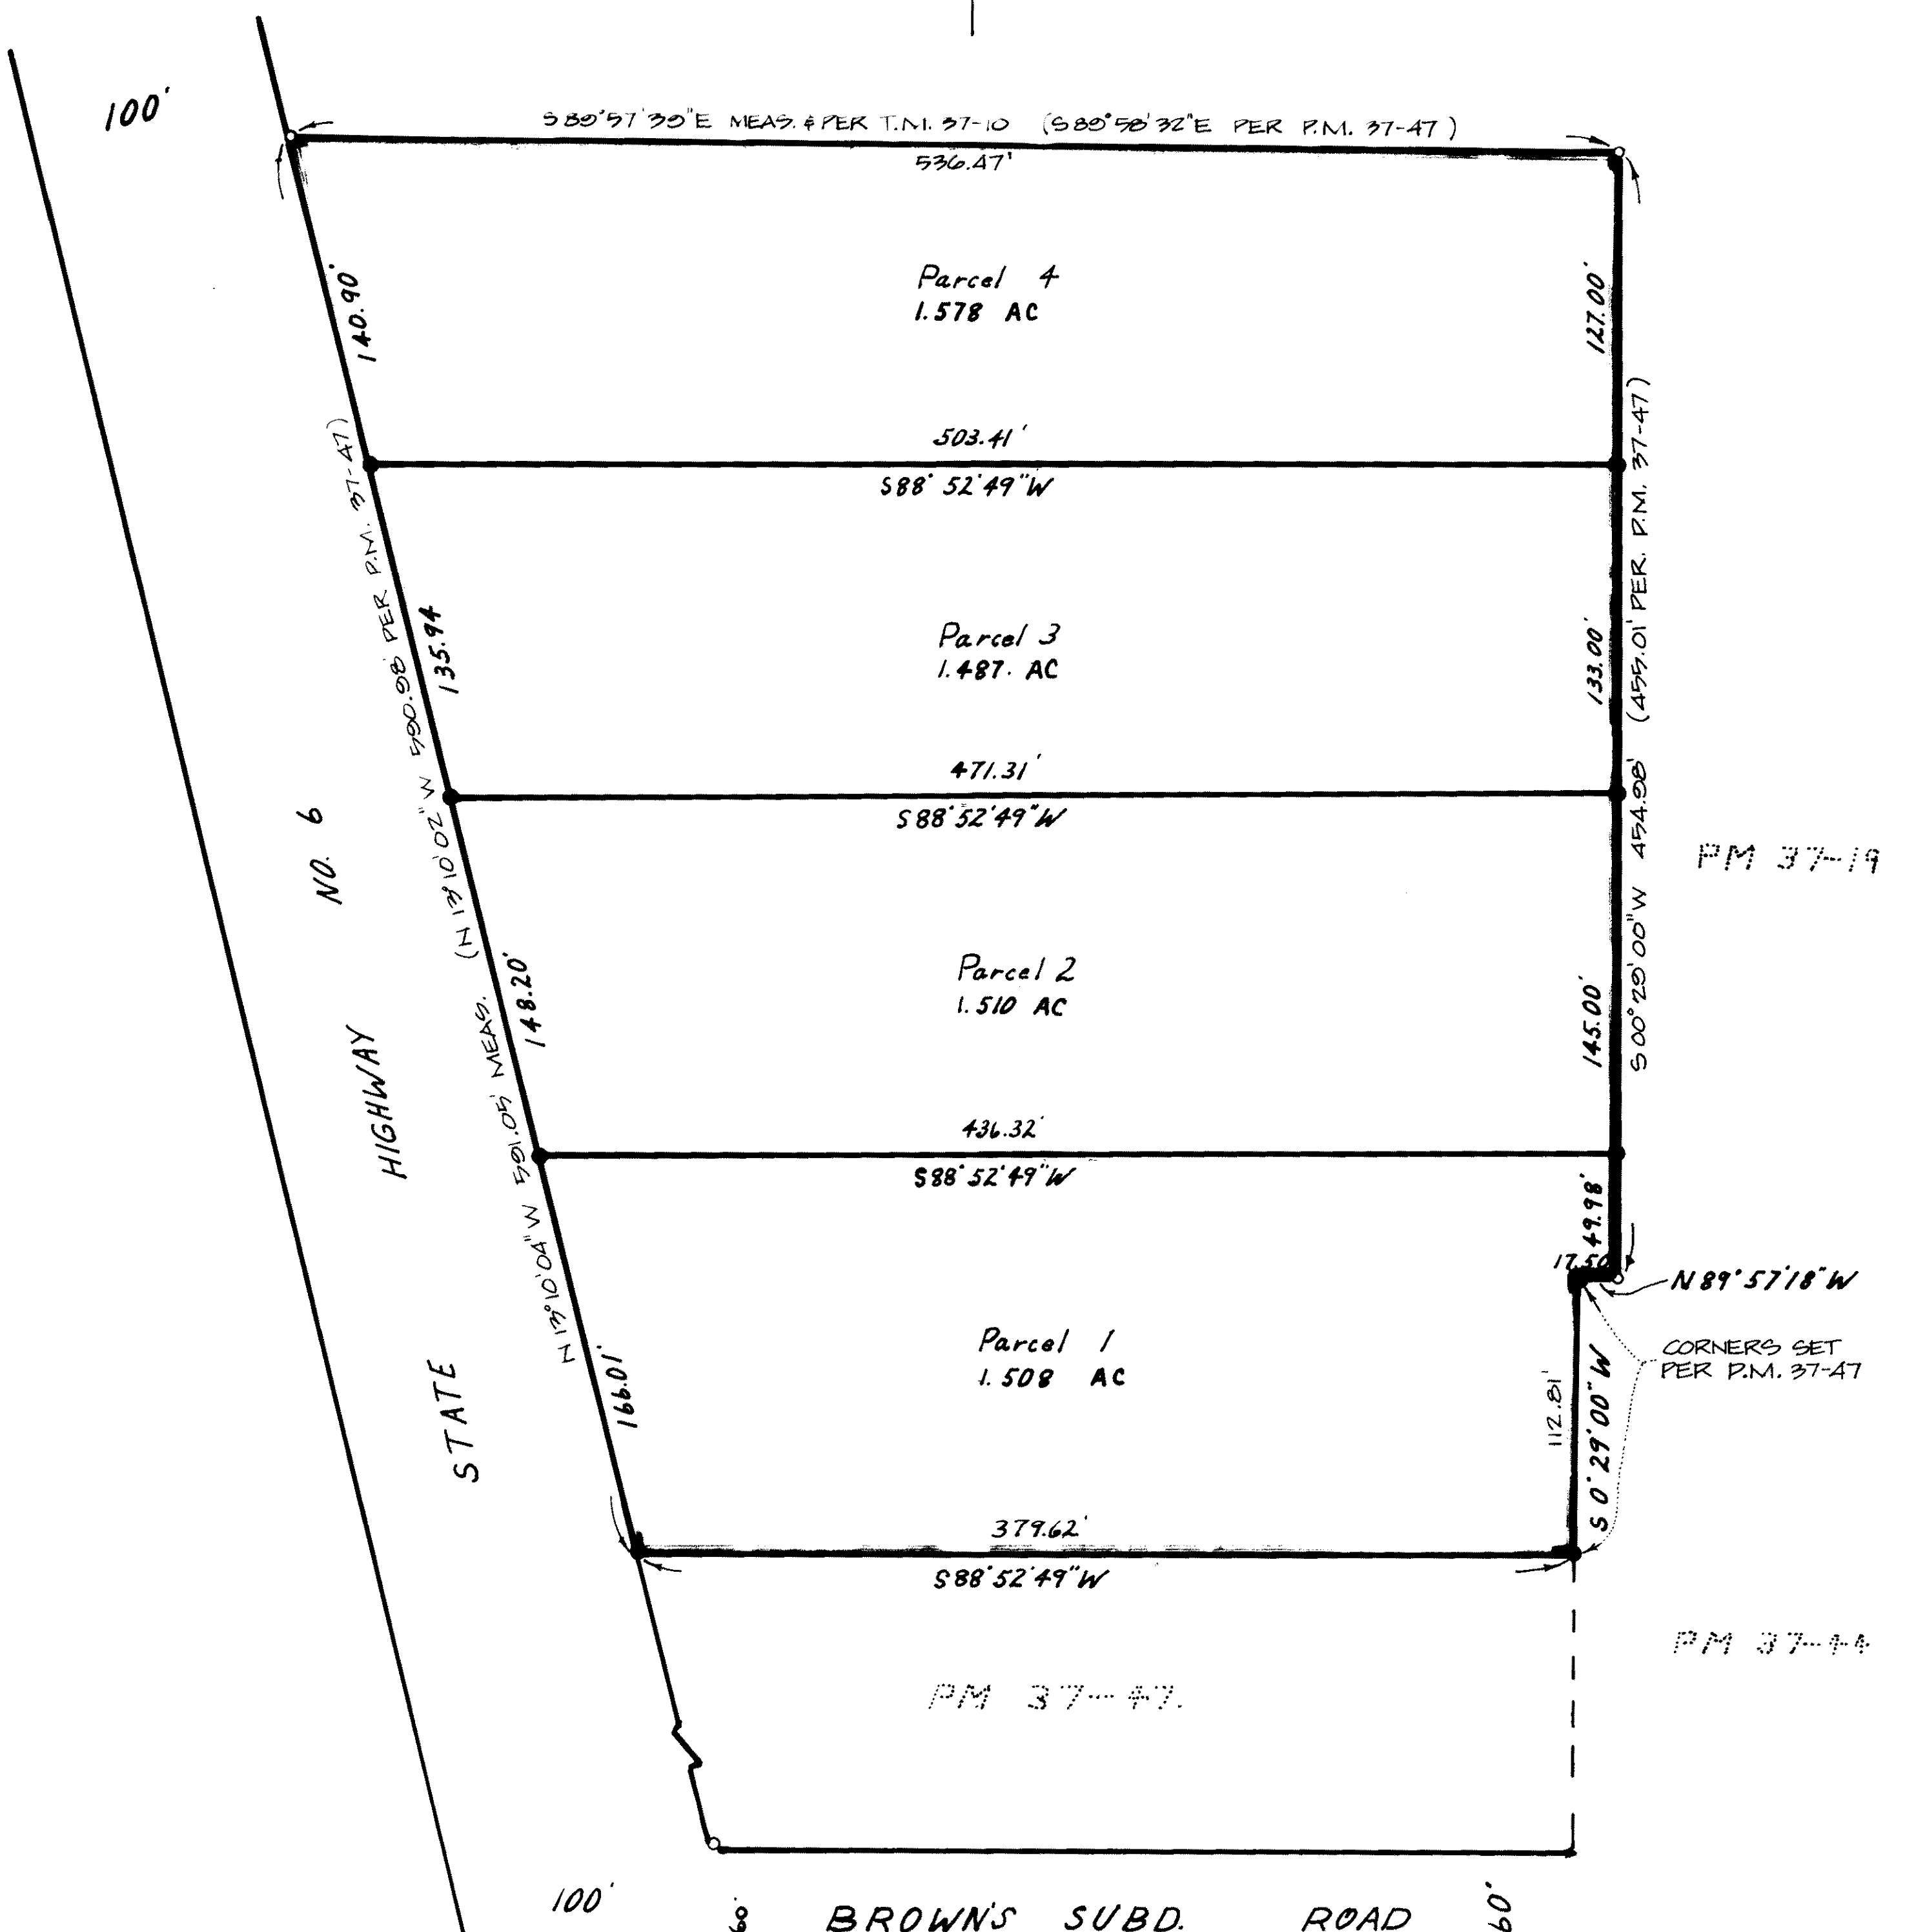 100'
S89°57'39"E MEAS. & PER T.M. 37-10 (S89°58'32"E PER P.M. 37-47)
536.47'
140.90'
Parcel 4
1.578 AC
127.00'
503.41'
S88°52'49"W
135.94
Parcel 3
1.487. AC
133.00'
471.31'
S88°52'49"W
N 13°10'04"W 591.05' MEAS. (N 13°10'02"W 590.98' PER P.M. 37-47)
S00°29'00"W 454.98' (455.01' PER. P.M. 37-47)
PM 37-19
148.20'
Parcel 2
1.510 AC
145.00'
436.32'
S88°52'49"W
STATE HIGHWAY NO. 6
49.98'
17.50
N89°57'18"W
166.01'
Parcel 1
1.508 AC
112.81'
S 0°29'00"W
CORNERS SET
PER P.M. 37-47
379.62'
S88°52'49"W
PM 37-44
PM 37-47.
100'
60'
BROWN'S SUBD. ROAD
60'